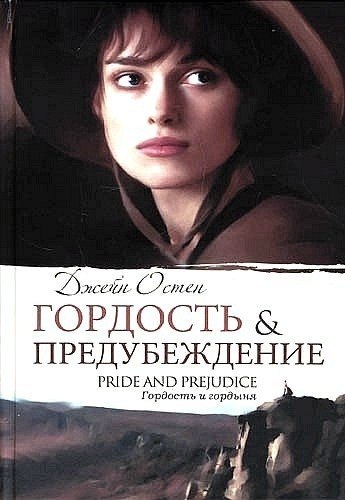 Джейн Остен
ГОРДОСТЬ &
ПРЕДУБЕЖДЕНИЕ
PRIDE AND PREJUDICE
Гордость и гордыня